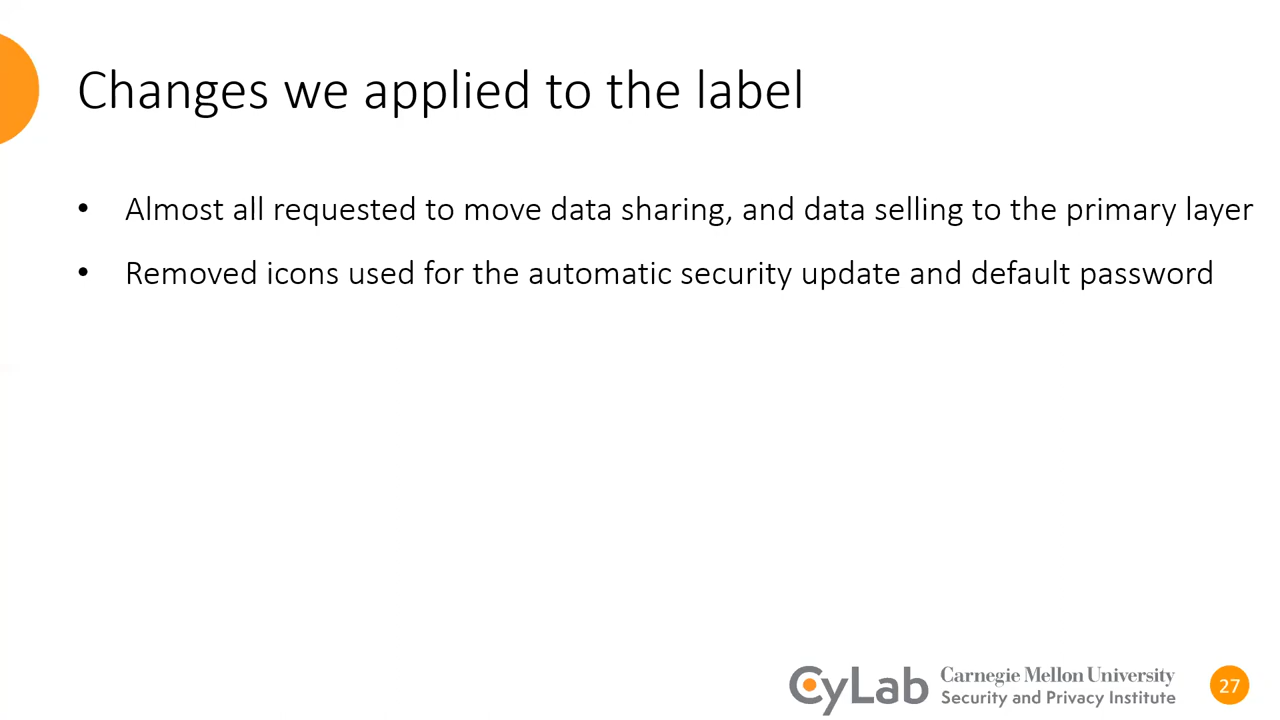 Changes we applied to the label
• Almost all requested to move data sharing, and data selling to the primary layer
• Removed icons used for the automatic security update and default password
CyLab Carnegie Mellon University
Security and Privacy Institute
27